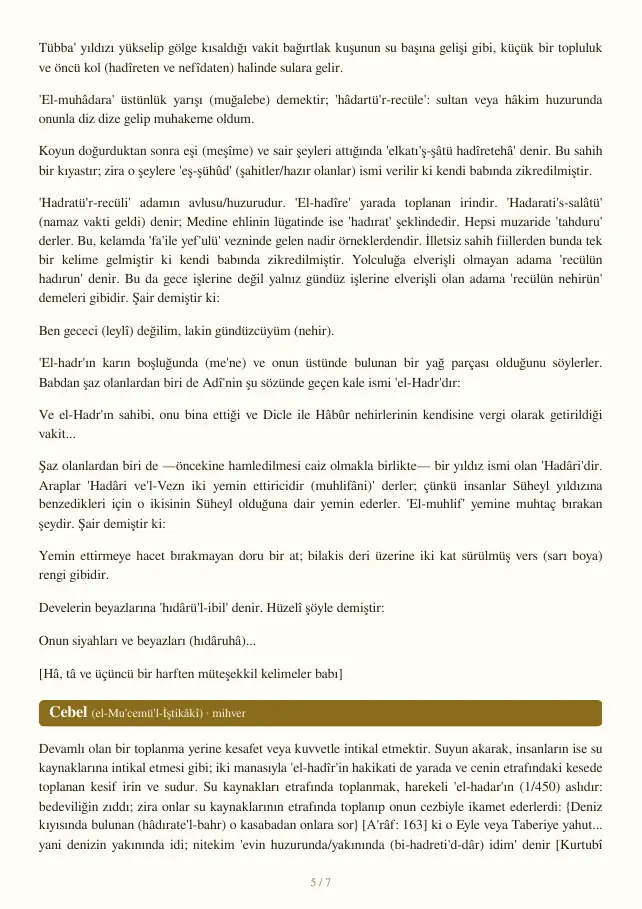 Tübba' yıldızı yükselip gölge kısaldığı vakit bağırtlak kuşunun su başına gelişi gibi, küçük bir topluluk
ve öncü kol (hadîreten ve nefîdaten) halinde sulara gelir.
'El-muhâdara' üstünlük yarışı (muğalebe) demektir; 'hâdartü'r-recüle': sultan veya hâkim huzurunda
onunla diz dize gelip muhakeme oldum.
Koyun doğurduktan sonra eşi (meşîme) ve sair şeyleri attığında 'elkatı'ş-şâtü hadîretehâ' denir. Bu sahih
bir kıyastır; zira o şeylere 'eş-şühûd' (şahitler/hazır olanlar) ismi verilir ki kendi babında zikredilmiştir.
'Hadratü'r-recüli' adamın avlusu/huzurudur. 'El-hadîre' yarada toplanan irindir. 'Hadarati's-salâtü'
(namaz vakti geldi) denir; Medine ehlinin lügatinde ise 'hadırat' şeklindedir. Hepsi muzaride 'tahduru'
derler. Bu, kelamda 'fa'ile yef'ulü' vezninde gelen nadir örneklerdendir. İlletsiz sahih fiillerden bunda tek
bir kelime gelmiştir ki kendi babında zikredilmiştir. Yolculuğa elverişli olmayan adama 'recülün
hadırun' denir. Bu da gece işlerine değil yalnız gündüz işlerine elverişli olan adama 'recülün nehirün'
demeleri gibidir. Şair demiştir ki:
Ben gececi (leylî) değilim, lakin gündüzcüyüm (nehir).
'El-hadr'ın karın boşluğunda (me'ne) ve onun üstünde bulunan bir yağ parçası olduğunu söylerler.
Babdan şaz olanlardan biri de Adî'nin şu sözünde geçen kale ismi 'el-Hadr'dır:
Ve el-Hadr'ın sahibi, onu bina ettiği ve Dicle ile Hâbûr nehirlerinin kendisine vergi olarak getirildiği
vakit...
Şaz olanlardan biri de —öncekine hamledilmesi caiz olmakla birlikte— bir yıldız ismi olan 'Hadâri'dir.
Araplar 'Hadâri ve'l-Vezn iki yemin ettiricidir (muhlifâni)' derler; çünkü insanlar Süheyl yıldızına
benzedikleri için o ikisinin Süheyl olduğuna dair yemin ederler. 'El-muhlif' yemine muhtaç bırakan
şeydir. Şair demiştir ki:
Yemin ettirmeye hacet bırakmayan doru bir at; bilakis deri üzerine iki kat sürülmüş vers (sarı boya)
rengi gibidir.
Develerin beyazlarına 'hıdârü'l-ibil' denir. Hüzelî şöyle demiştir:
Onun siyahları ve beyazları (hıdâruhâ)...
[Hâ, tâ ve üçüncü bir harften müteşekkil kelimeler babı]
Cebel (el-Mu'cemü'l-İştikâkî) · mihver
Devamlı olan bir toplanma yerine kesafet veya kuvvetle intikal etmektir. Suyun akarak, insanların ise su
kaynaklarına intikal etmesi gibi; iki manasıyla 'el-hadîr'in hakikati de yarada ve cenin etrafındaki kesede
toplanan kesif irin ve sudur. Su kaynakları etrafında toplanmak, harekeli 'el-hadar'ın (1/450) aslıdır:
bedeviliğin zıddı; zira onlar su kaynaklarının etrafında toplanıp onun cezbiyle ikamet ederlerdi: {Deniz
kıyısında bulunan (hâdırate'l-bahr) o kasabadan onlara sor} [A'râf: 163] ki o Eyle veya Taberiye yahut...
yani denizin yakınında idi; nitekim 'evin huzurunda/yakınında (bi-hadreti'd-dâr) idim' denir [Kurtubî
5 / 7